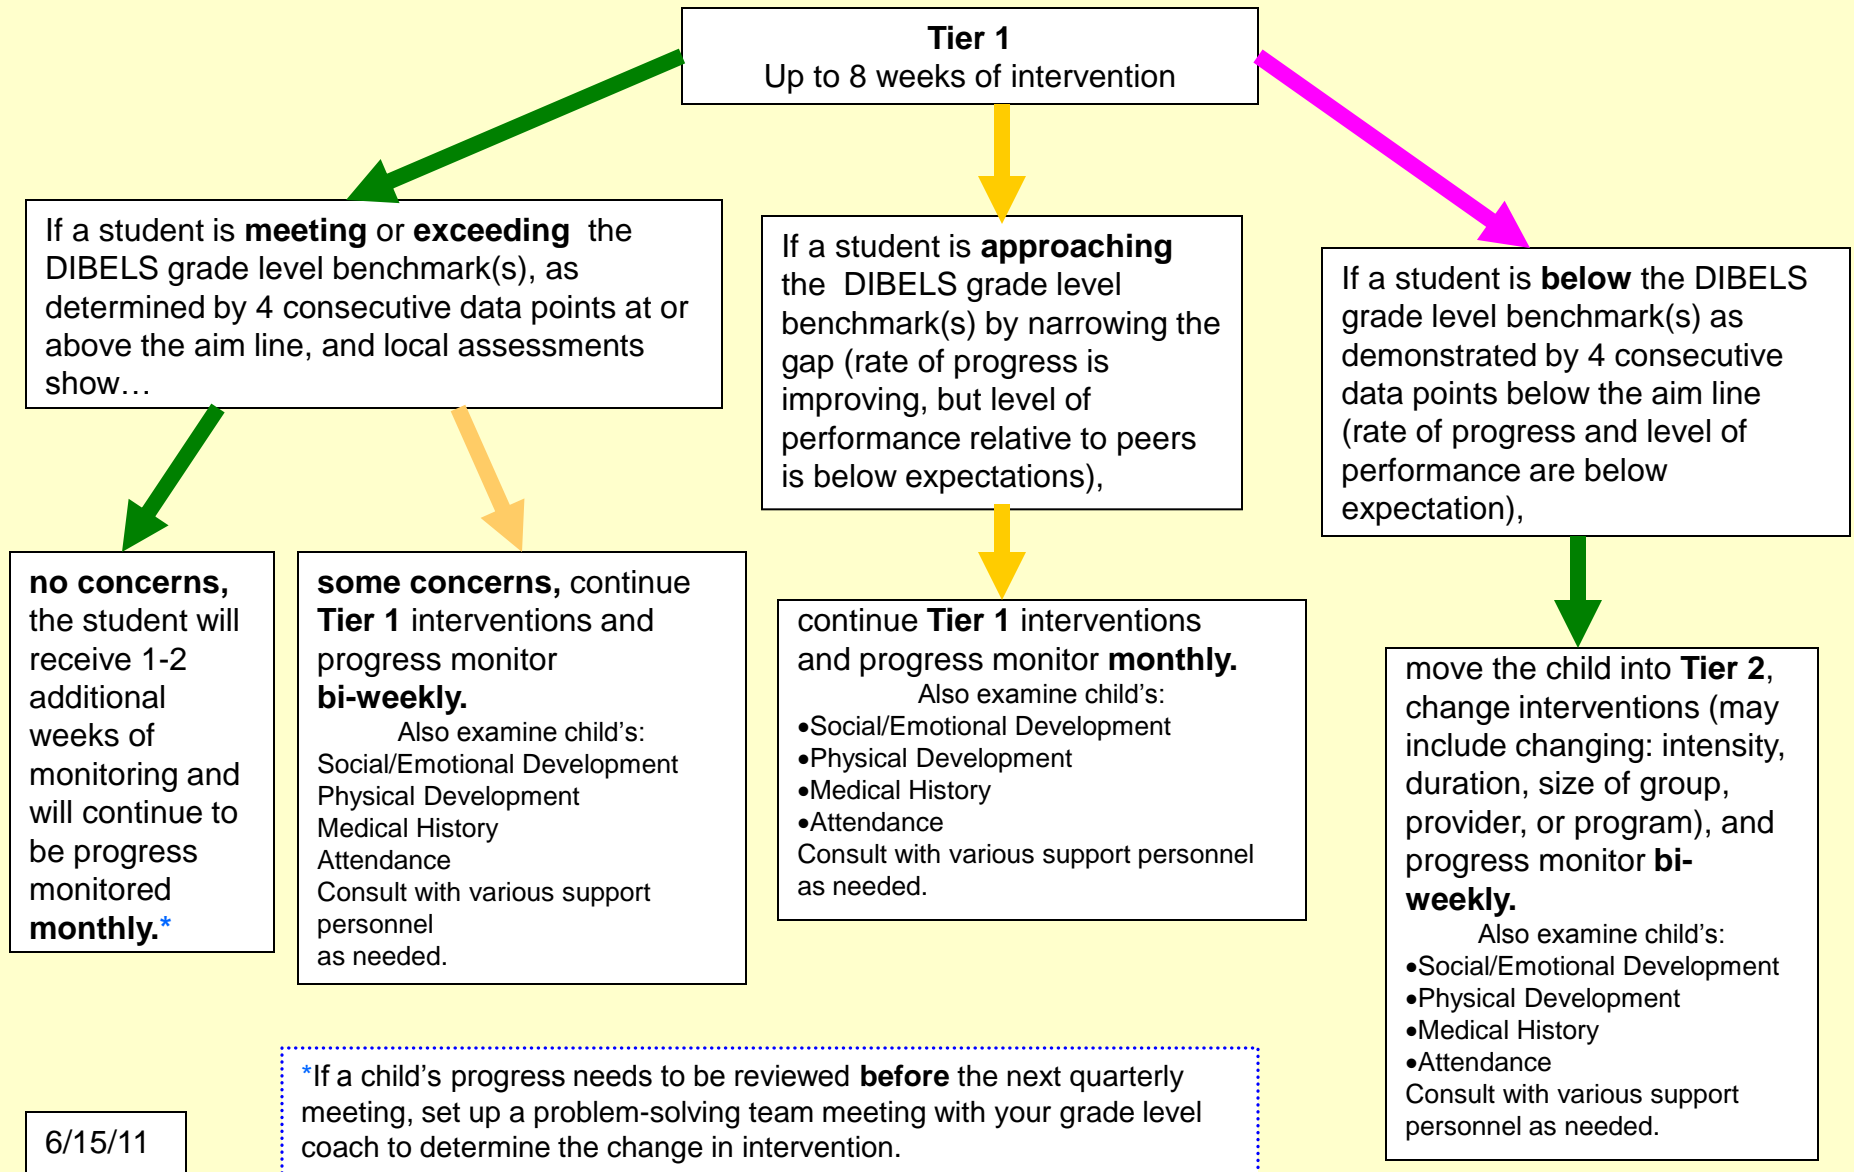 Tier 1
Up to 8 weeks of intervention
If a student is meeting or exceeding the
DIBELS grade level benchmark(s), as
determined by 4 consecutive data points at or
above the aim line, and local assessments
show…
If a student is approaching
the DIBELS grade level
benchmark(s) by narrowing the
gap (rate of progress is
improving, but level of
performance relative to peers
is below expectations),
If a student is below the DIBELS
grade level benchmark(s) as
demonstrated by 4 consecutive
data points below the aim line
(rate of progress and level of
performance are below
expectation),
no concerns,
the student will
receive 1-2
additional
weeks of
monitoring and
will continue to
be progress
monitored
monthly.*
some concerns, continue
Tier 1 interventions and
progress monitor
bi-weekly.
Also examine child's:
Social/Emotional Development
Physical Development
Medical History
Attendance
Consult with various support
personnel
as needed.
continue Tier 1 interventions
and progress monitor monthly.
Also examine child's:
•Social/Emotional Development
•Physical Development
•Medical History
•Attendance
Consult with various support personnel
as needed.
move the child into Tier 2,
change interventions (may
include changing: intensity,
duration, size of group,
provider, or program), and
progress monitor bi-
weekly.
Also examine child's:
•Social/Emotional Development
•Physical Development
•Medical History
•Attendance
Consult with various support
personnel as needed.
*If a child's progress needs to be reviewed before the next quarterly
meeting, set up a problem-solving team meeting with your grade level
coach to determine the change in intervention.
6/15/11